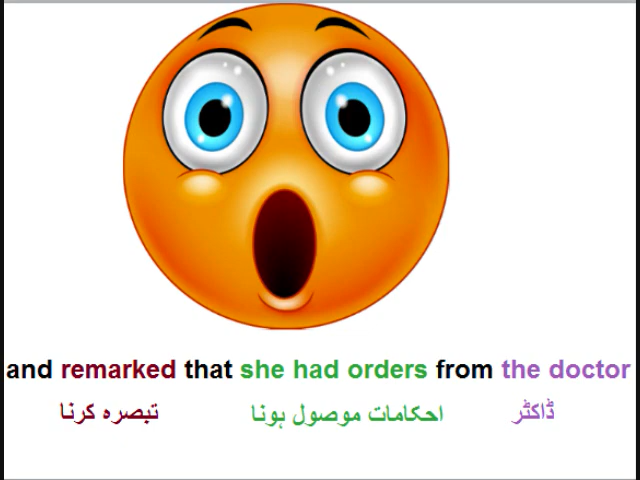 and remarked that she had orders from the doctor
تبصرہ کرنا احکامات موصول ہونا ڈاکٹر